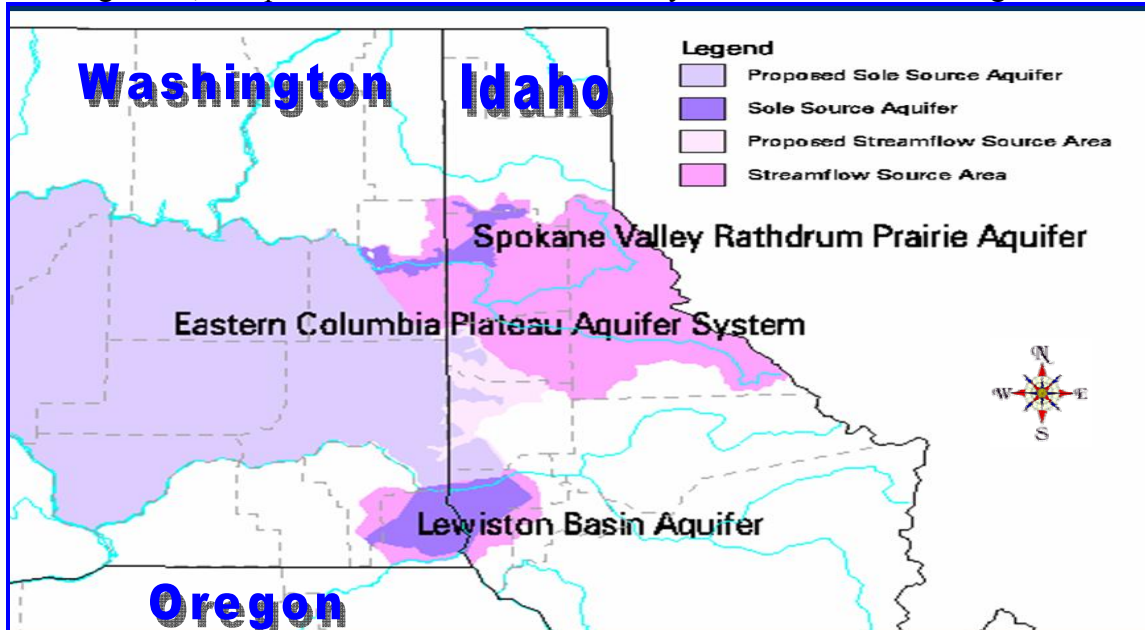 Washington
Idaho
Legend
Proposed Sole Source Aquifer
Sole Source Aquifer
Proposed Streamflow Source Area
Streamflow Source Area
Spokane Valley Rathdrum Prairie Aquifer
Eastern Columbia Plateau Aquifer System
N
W E
S
Lewiston Basin Aquifer
Oregon